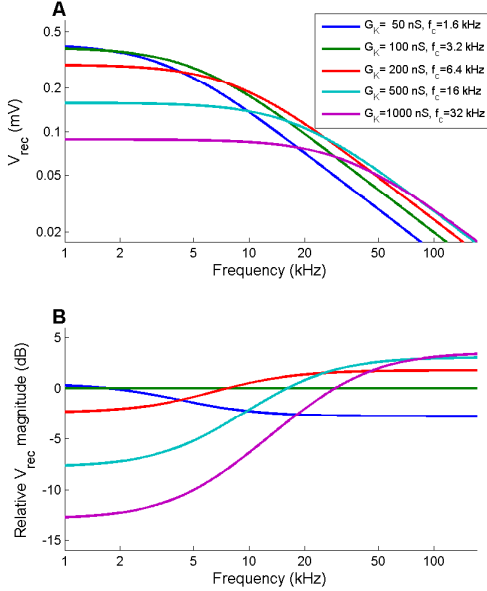 A
0.5
0.2
0.1
0.05
0.02
V_rec (mV)
1
2
5
10
20
50
100
Frequency (kHz)
G_K= 50 nS, f_c=1.6 kHz
G_K= 100 nS, f_c=3.2 kHz
G_K= 200 nS, f_c=6.4 kHz
G_K= 500 nS, f_c=16 kHz
G_K=1000 nS, f_c=32 kHz
B
5
0
-5
-10
-15
Relative V_rec magnitude (dB)
1
2
5
10
20
50
100
Frequency (kHz)